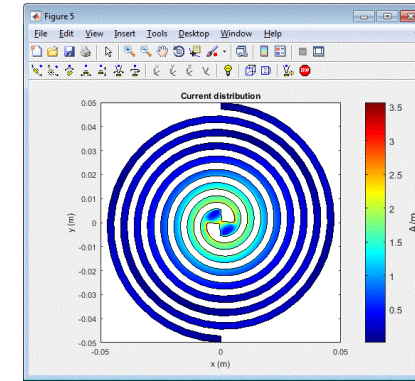 Figure 5
File Edit View Insert Tools Desktop Window Help
Current distribution
0.05
0.04
0.03
0.02
0.01
0
-0.01
-0.02
-0.03
-0.04
-0.05
y (m)
-0.05 0 0.05
x (m)
3.5
3
2.5
2
1.5
1
0.5
A/m